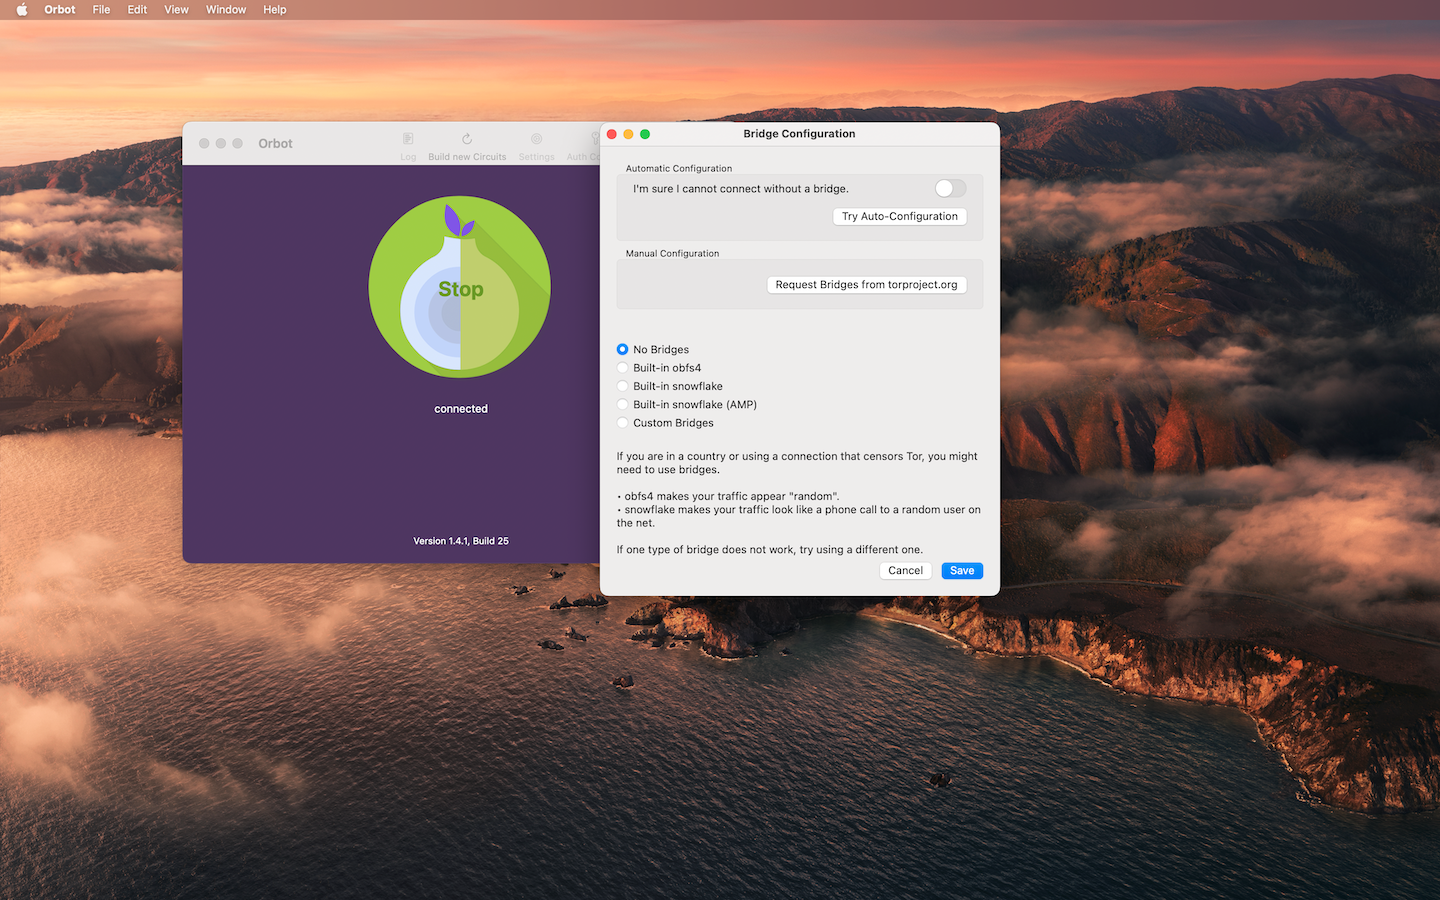 Orbot File Edit View Window Help
Orbot
Log Build new Circuits Settings Auth Co
Stop
connected
Version 1.4.1, Build 25
Bridge Configuration
Automatic Configuration
I'm sure I cannot connect without a bridge.
Try Auto-Configuration
Manual Configuration
Request Bridges from torproject.org
No Bridges
Built-in obfs4
Built-in snowflake
Built-in snowflake (AMP)
Custom Bridges
If you are in a country or using a connection that censors Tor, you might
need to use bridges.
• obfs4 makes your traffic appear "random".
• snowflake makes your traffic look like a phone call to a random user on
the net.
If one type of bridge does not work, try using a different one.
Cancel Save